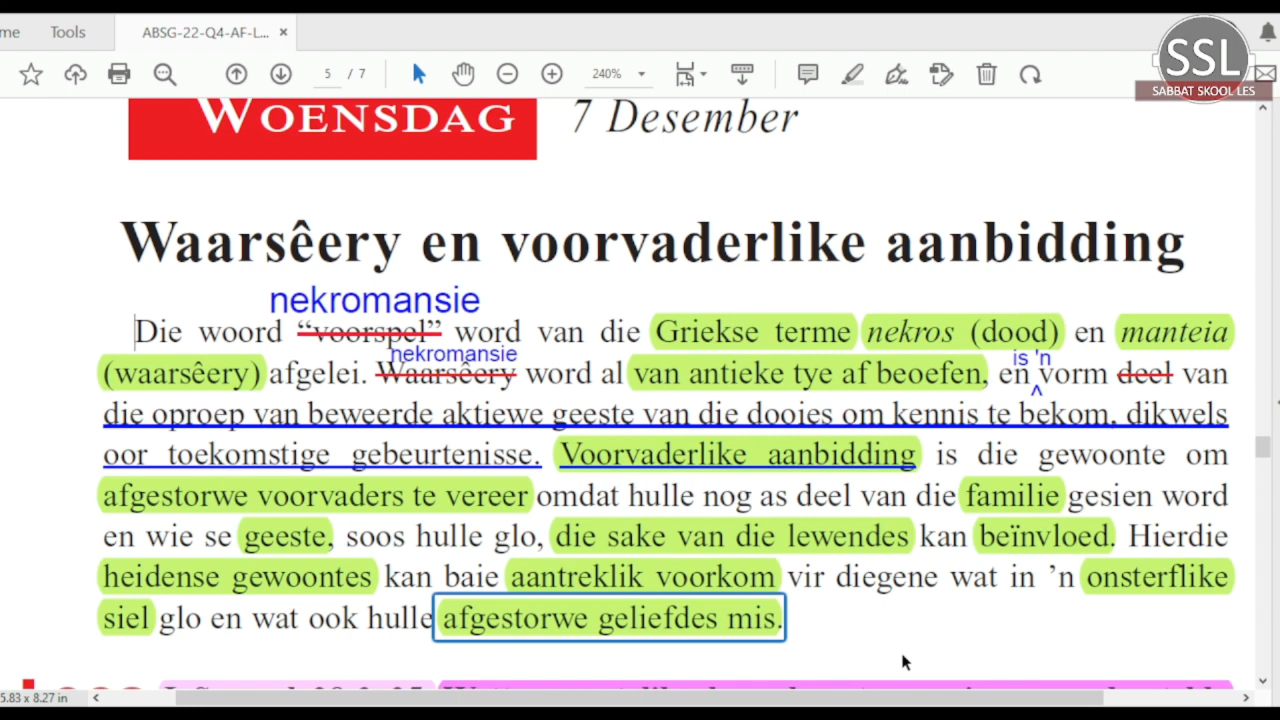 me Tools ABSG-22-Q4-AF-L... ×
SSL
SABBAT SKOOL LES
5 / 7 240%
WOENSDAG 7 Desember
Waarsêery en voorvaderlike aanbidding
nekromansie
Die woord “voorspel” word van die Griekse terme nekros (dood) en manteia
nekromansie is 'n
(waarsêery) afgelei. Waarsêery word al van antieke tye af beoefen, en ^ vorm deel van
die oproep van beweerde aktiewe geeste van die dooies om kennis te bekom, dikwels
oor toekomstige gebeurtenisse. Voorvaderlike aanbidding is die gewoonte om
afgestorwe voorvaders te vereer omdat hulle nog as deel van die familie gesien word
en wie se geeste, soos hulle glo, die sake van die lewendes kan beïnvloed. Hierdie
heidense gewoontes kan baie aantreklik voorkom vir diegene wat in ’n onsterflike
siel glo en wat ook hulle afgestorwe geliefdes mis.
5.83 x 8.27 in